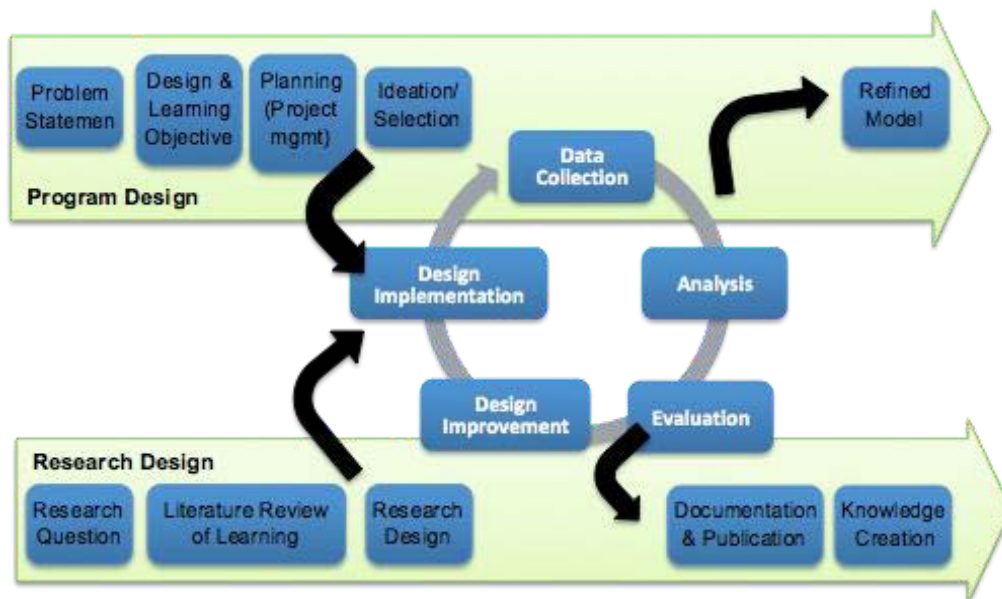 Problem
Statemen
Design &
Learning
Objective
Planning
(Project
mgmt)
Ideation/
Selection
Refined
Model
Program Design
Data
Collection
Design
Implementation
Analysis
Design
Improvement
Evaluation
Research Design
Research
Question
Literature Review
of Learning
Research
Design
Documentation
& Publication
Knowledge
Creation